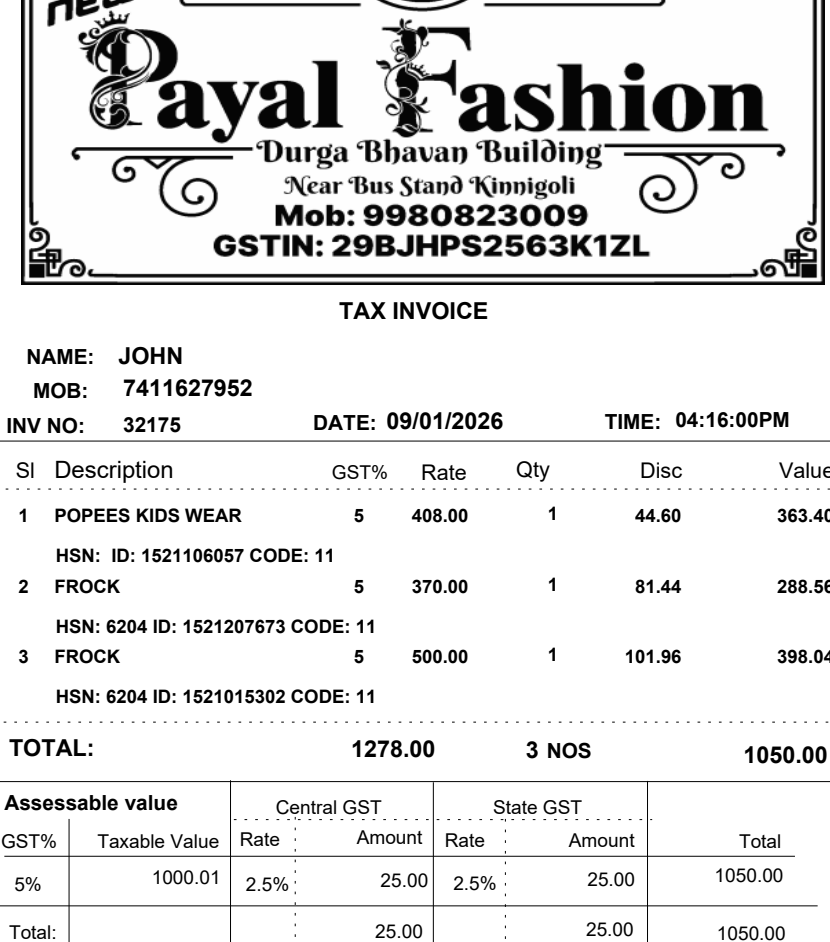 new
Payal Fashion
Durga Bhavan Building
Near Bus Stand Kinnigoli
Mob: 9980823009
GSTIN: 29BJHPS2563K1ZL
TAX INVOICE
NAME: JOHN
MOB: 7411627952
INV NO: 32175 DATE: 09/01/2026 TIME: 04:16:00PM
Sl Description GST% Rate Qty Disc Value
1 POPEES KIDS WEAR 5 408.00 1 44.60 363.40
HSN: ID: 1521106057 CODE: 11
2 FROCK 5 370.00 1 81.44 288.56
HSN: 6204 ID: 1521207673 CODE: 11
3 FROCK 5 500.00 1 101.96 398.04
HSN: 6204 ID: 1521015302 CODE: 11
TOTAL: 1278.00 3 NOS 1050.00
Assessable value Central GST State GST
GST% Taxable Value Rate Amount Rate Amount Total
5% 1000.01 2.5% 25.00 2.5% 25.00 1050.00
Total: 25.00 25.00 1050.00